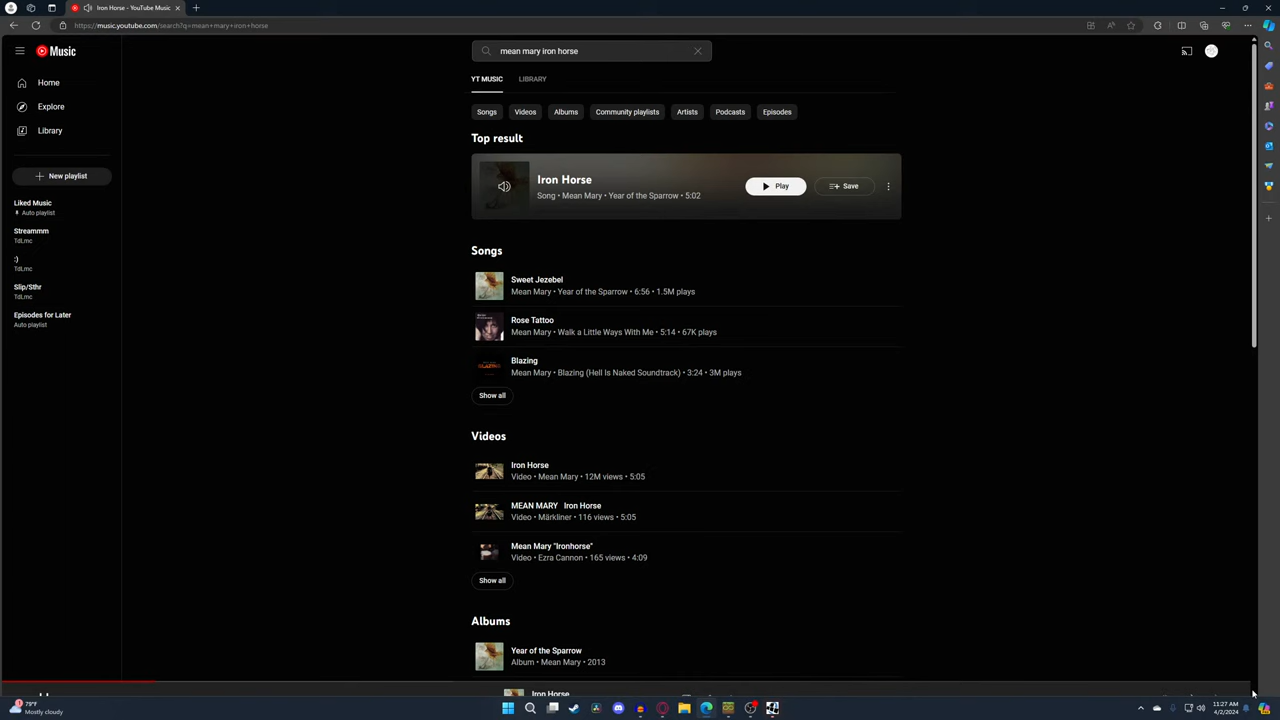 Iron Horse - YouTube Music
https://music.youtube.com/search?q=mean+mary+iron+horse
Music
mean mary iron horse
Home
Explore
Library
New playlist
Liked Music
Auto playlist
Streammm
TdLmc
:)
TdLmc
Slip/Sthr
TdLmc
Episodes for Later
Auto playlist
YT MUSIC LIBRARY
Songs Videos Albums Community playlists Artists Podcasts Episodes
Top result
Iron Horse
Song • Mean Mary • Year of the Sparrow • 5:02
Play Save
Songs
Sweet Jezebel
Mean Mary • Year of the Sparrow • 6:56 • 1.5M plays
Rose Tattoo
Mean Mary • Walk a Little Ways With Me • 5:14 • 67K plays
Blazing
Mean Mary • Blazing (Hell Is Naked Soundtrack) • 3:24 • 3M plays
Show all
Videos
Iron Horse
Video • Mean Mary • 12M views • 5:05
MEAN MARY Iron Horse
Video • Märkliner • 116 views • 5:05
Mean Mary "Ironhorse"
Video • Ezra Cannon • 165 views • 4:09
Show all
Albums
Year of the Sparrow
Album • Mean Mary • 2013
Iron Horse
79°F
Mostly cloudy
11:27 AM
4/2/2024